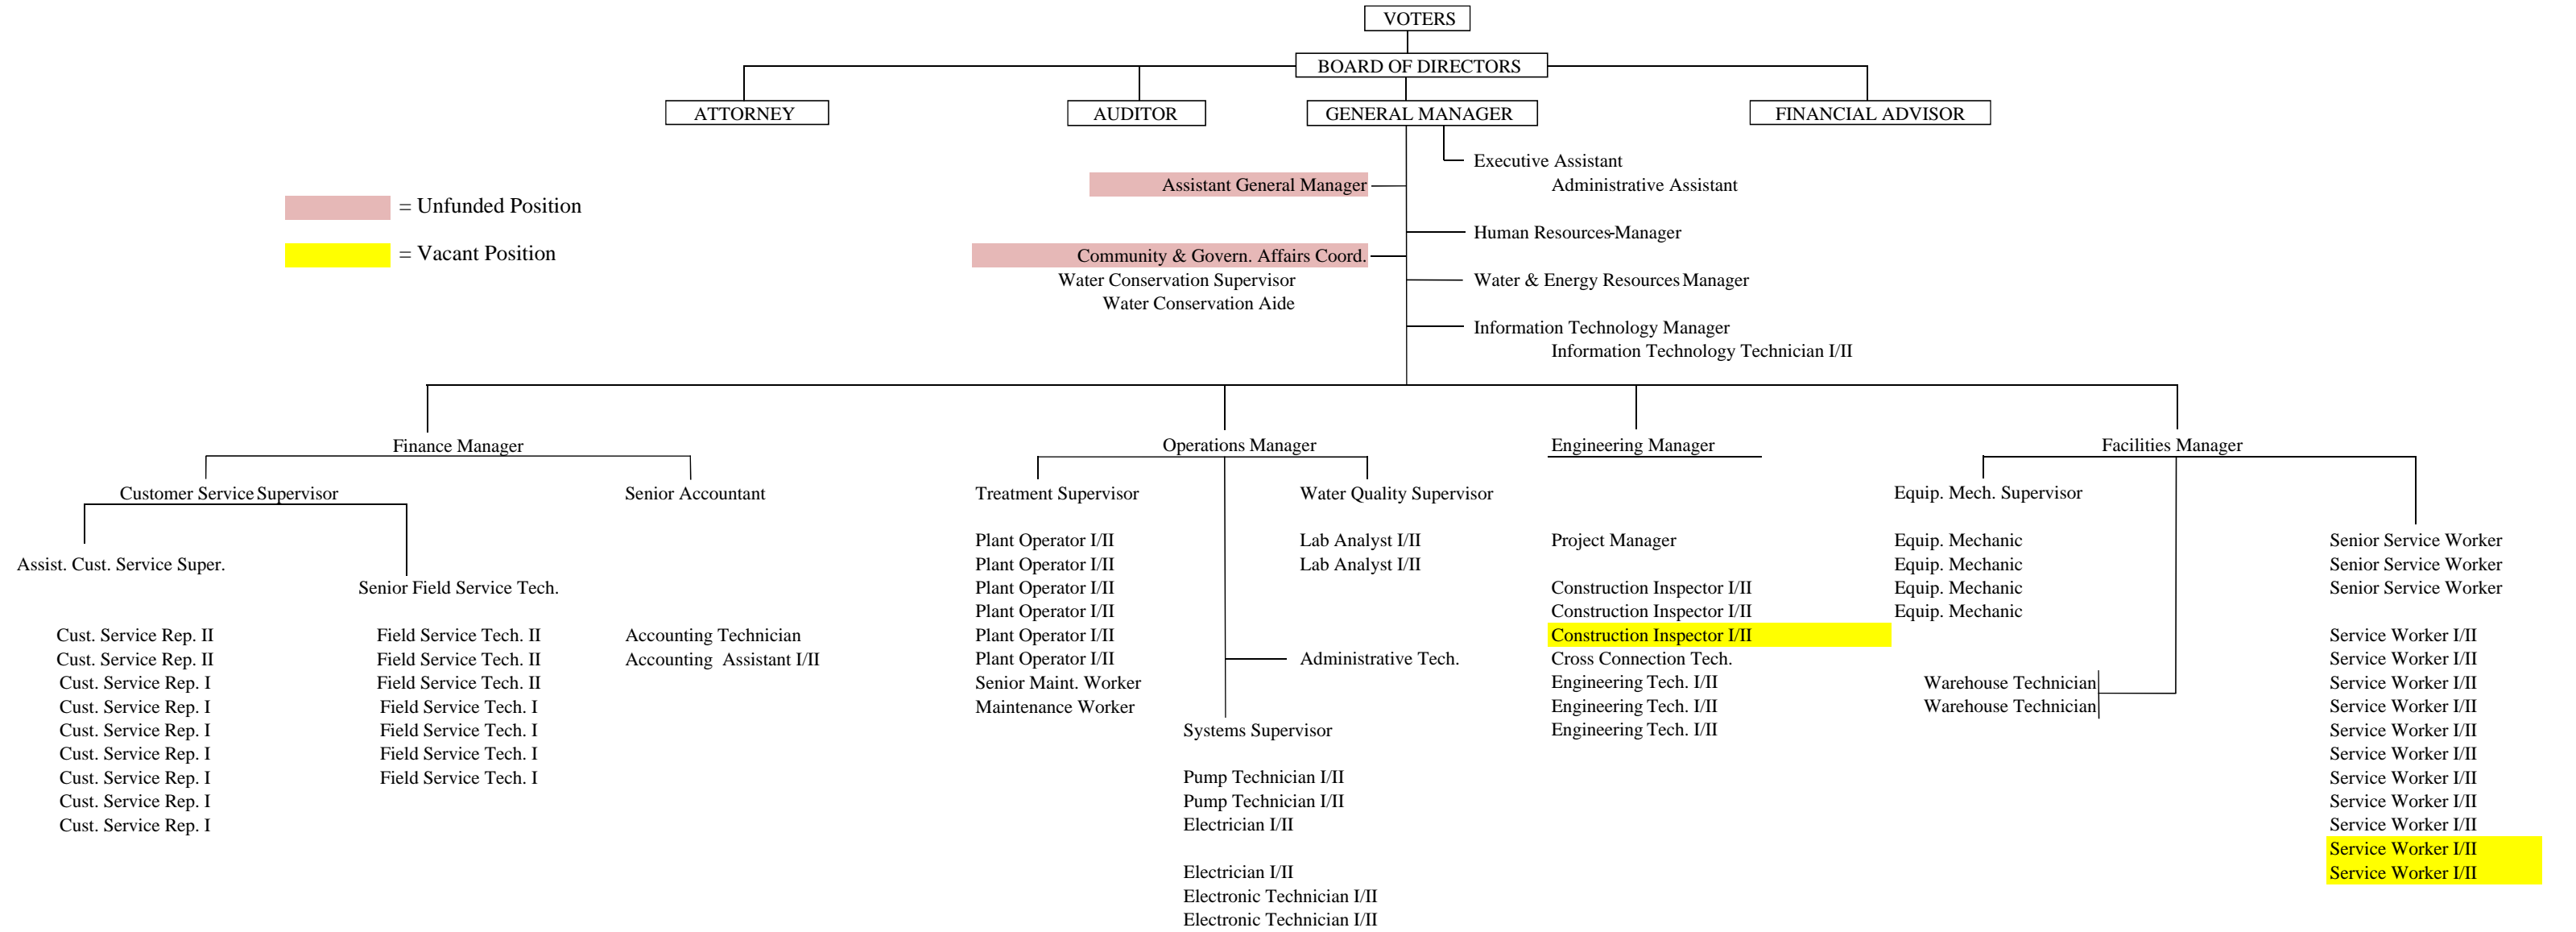 VOTERS
BOARD OF DIRECTORS
ATTORNEY
AUDITOR
GENERAL MANAGER
FINANCIAL ADVISOR
Executive Assistant
Administrative Assistant
Assistant General Manager
= Unfunded Position
= Vacant Position
Human Resources-Manager
Community & Govern. Affairs Coord.
Water Conservation Supervisor
Water Conservation Aide
Water & Energy Resources Manager
Information Technology Manager
Information Technology Technician I/II
Finance Manager
Customer Service Supervisor
Assist. Cust. Service Super.
Cust. Service Rep. II
Cust. Service Rep. II
Cust. Service Rep. I
Cust. Service Rep. I
Cust. Service Rep. I
Cust. Service Rep. I
Cust. Service Rep. I
Cust. Service Rep. I
Cust. Service Rep. I
Senior Field Service Tech.
Field Service Tech. II
Field Service Tech. II
Field Service Tech. II
Field Service Tech. I
Field Service Tech. I
Field Service Tech. I
Field Service Tech. I
Senior Accountant
Accounting Technician
Accounting Assistant I/II
Operations Manager
Treatment Supervisor
Plant Operator I/II
Plant Operator I/II
Plant Operator I/II
Plant Operator I/II
Plant Operator I/II
Plant Operator I/II
Senior Maint. Worker
Maintenance Worker
Water Quality Supervisor
Lab Analyst I/II
Lab Analyst I/II
Administrative Tech.
Systems Supervisor
Pump Technician I/II
Pump Technician I/II
Electrician I/II
Electrician I/II
Electronic Technician I/II
Electronic Technician I/II
Engineering Manager
Project Manager
Construction Inspector I/II
Construction Inspector I/II
Construction Inspector I/II
Cross Connection Tech.
Engineering Tech. I/II
Engineering Tech. I/II
Engineering Tech. I/II
Facilities Manager
Equip. Mech. Supervisor
Equip. Mechanic
Equip. Mechanic
Equip. Mechanic
Equip. Mechanic
Warehouse Technician
Warehouse Technician
Senior Service Worker
Senior Service Worker
Senior Service Worker
Service Worker I/II
Service Worker I/II
Service Worker I/II
Service Worker I/II
Service Worker I/II
Service Worker I/II
Service Worker I/II
Service Worker I/II
Service Worker I/II
Service Worker I/II
Service Worker I/II